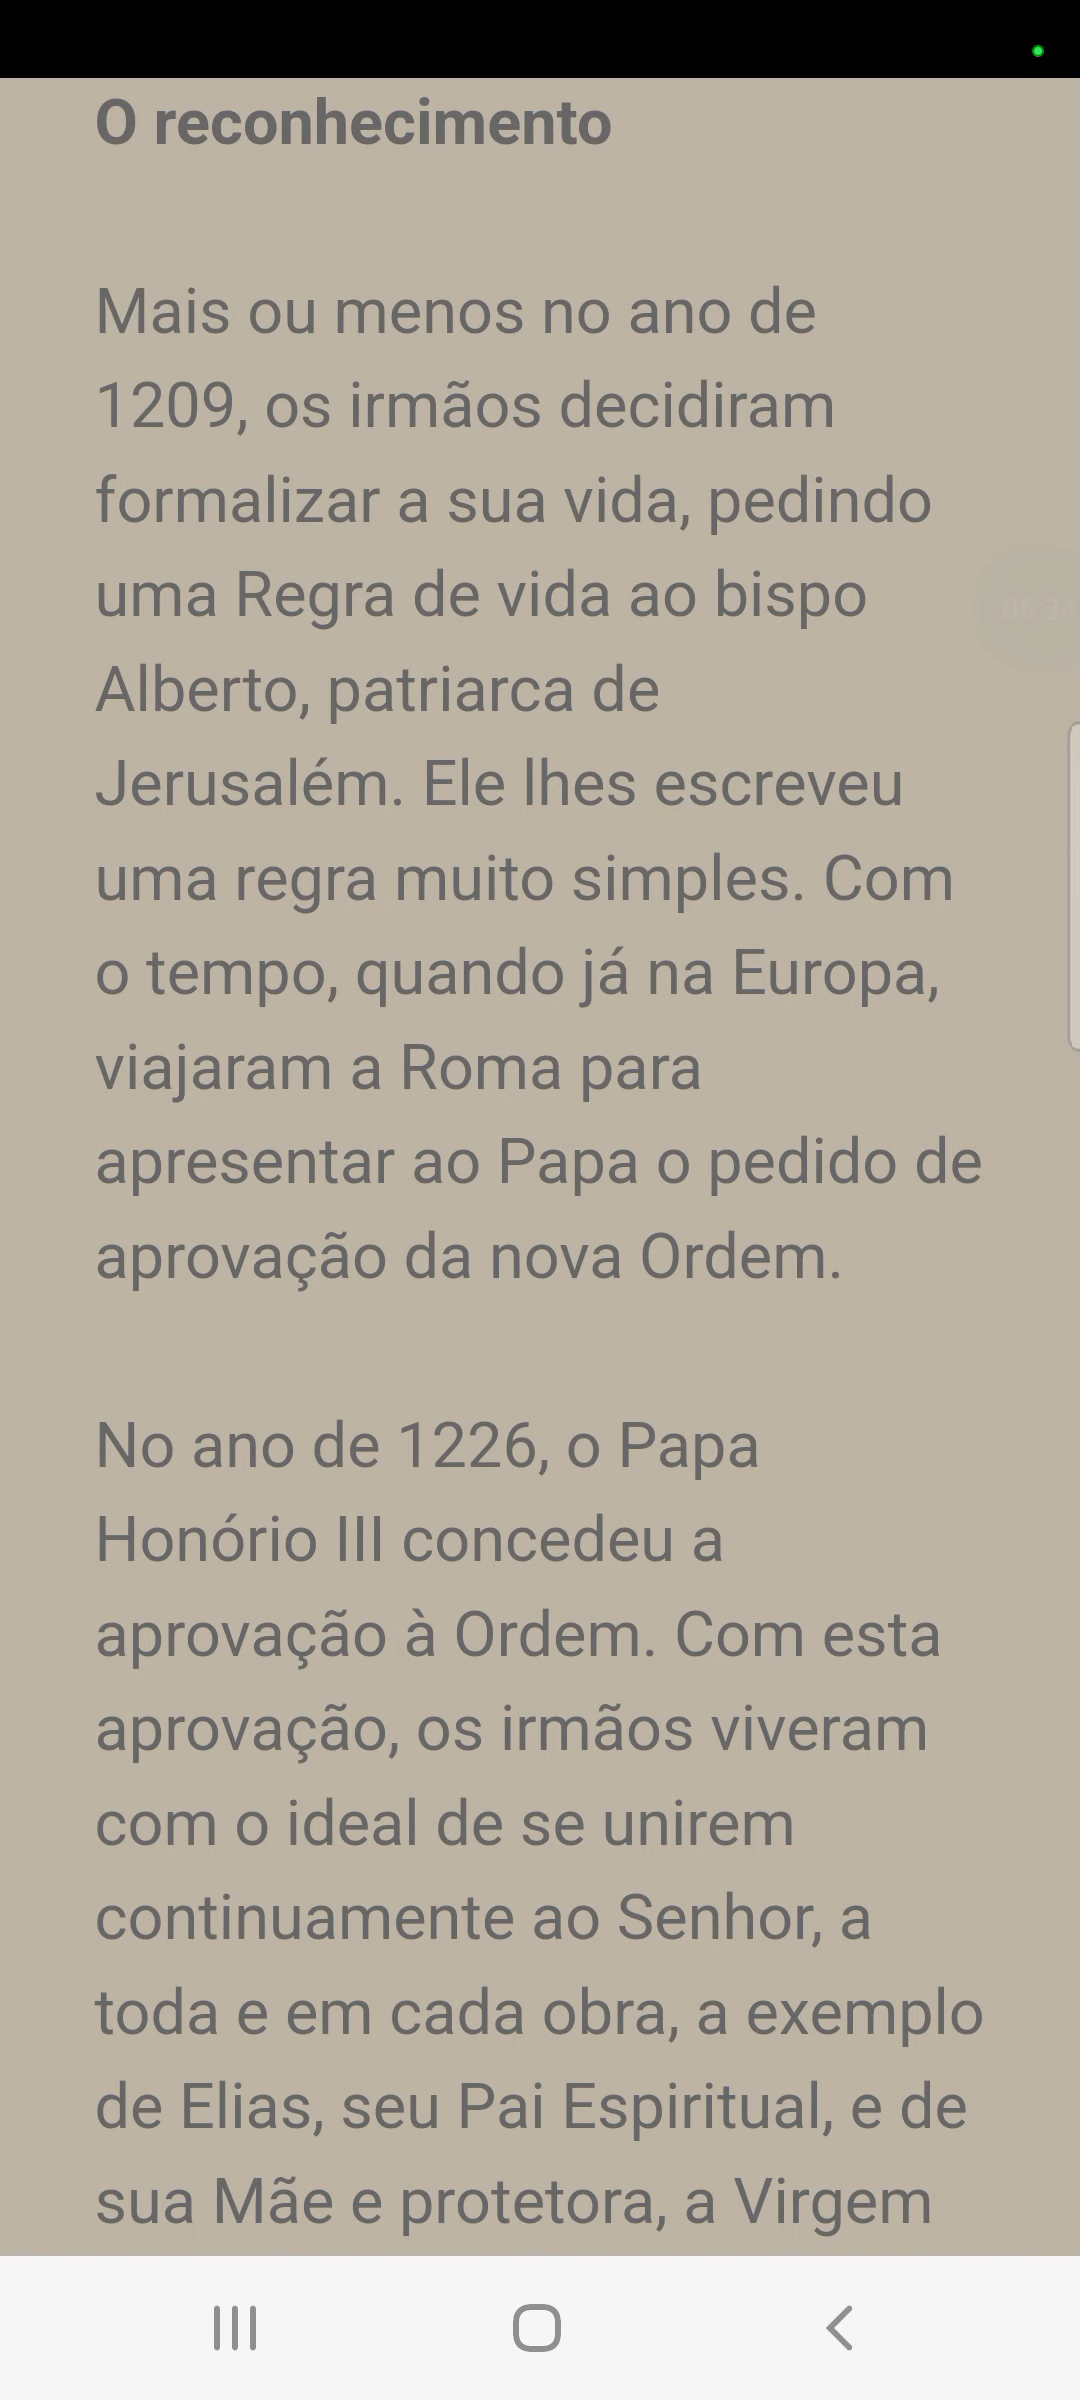 O reconhecimento
Mais ou menos no ano de
1209, os irmãos decidiram
formalizar a sua vida, pedindo
uma Regra de vida ao bispo
Alberto, patriarca de
Jerusalém. Ele lhes escreveu
uma regra muito simples. Com
o tempo, quando já na Europa,
viajaram a Roma para
apresentar ao Papa o pedido de
aprovação da nova Ordem.
No ano de 1226, o Papa
Honório III concedeu a
aprovação à Ordem. Com esta
aprovação, os irmãos viveram
com o ideal de se unirem
continuamente ao Senhor, a
toda e em cada obra, a exemplo
de Elias, seu Pai Espiritual, e de
sua Mãe e protetora, a Virgem